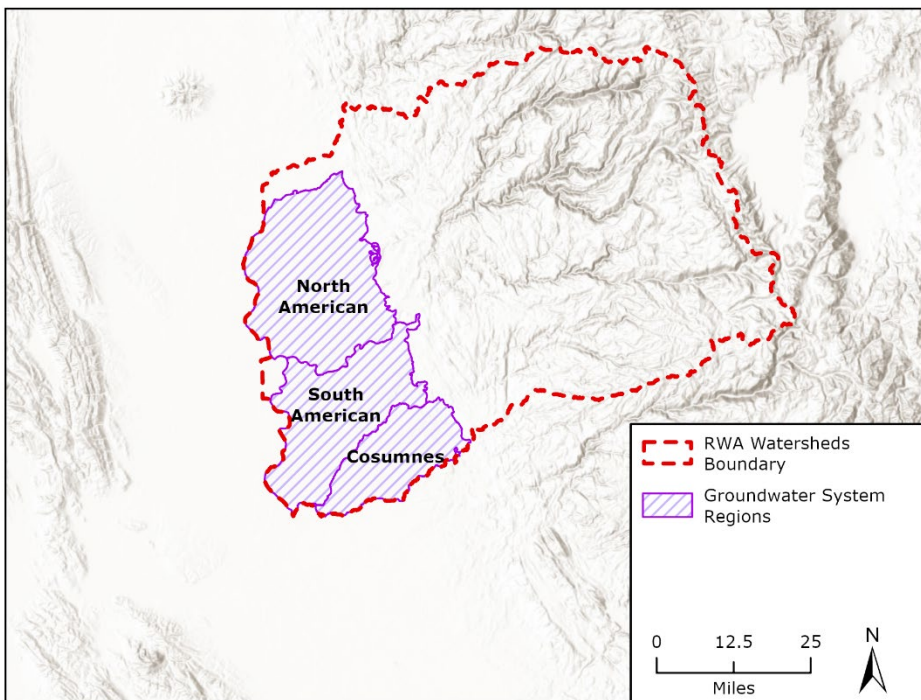 North
American
South
American
Cosumnes
RWA Watersheds
Boundary
Groundwater System
Regions
0 12.5 25
Miles
N